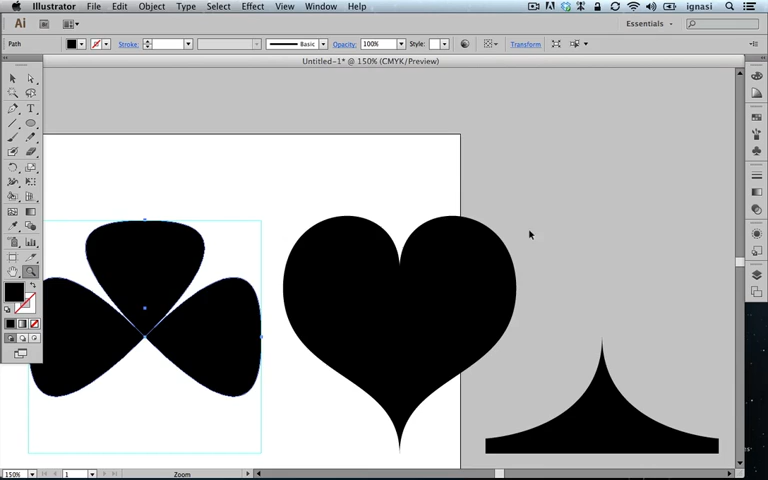 Illustrator File Edit Object Type Select Effect View Window Help ignasi
Ai Essentials
Path Stroke: Basic Opacity: 100% Style: Transform
Untitled-1* @ 150% (CMYK/Preview)
150% 1 Zoom